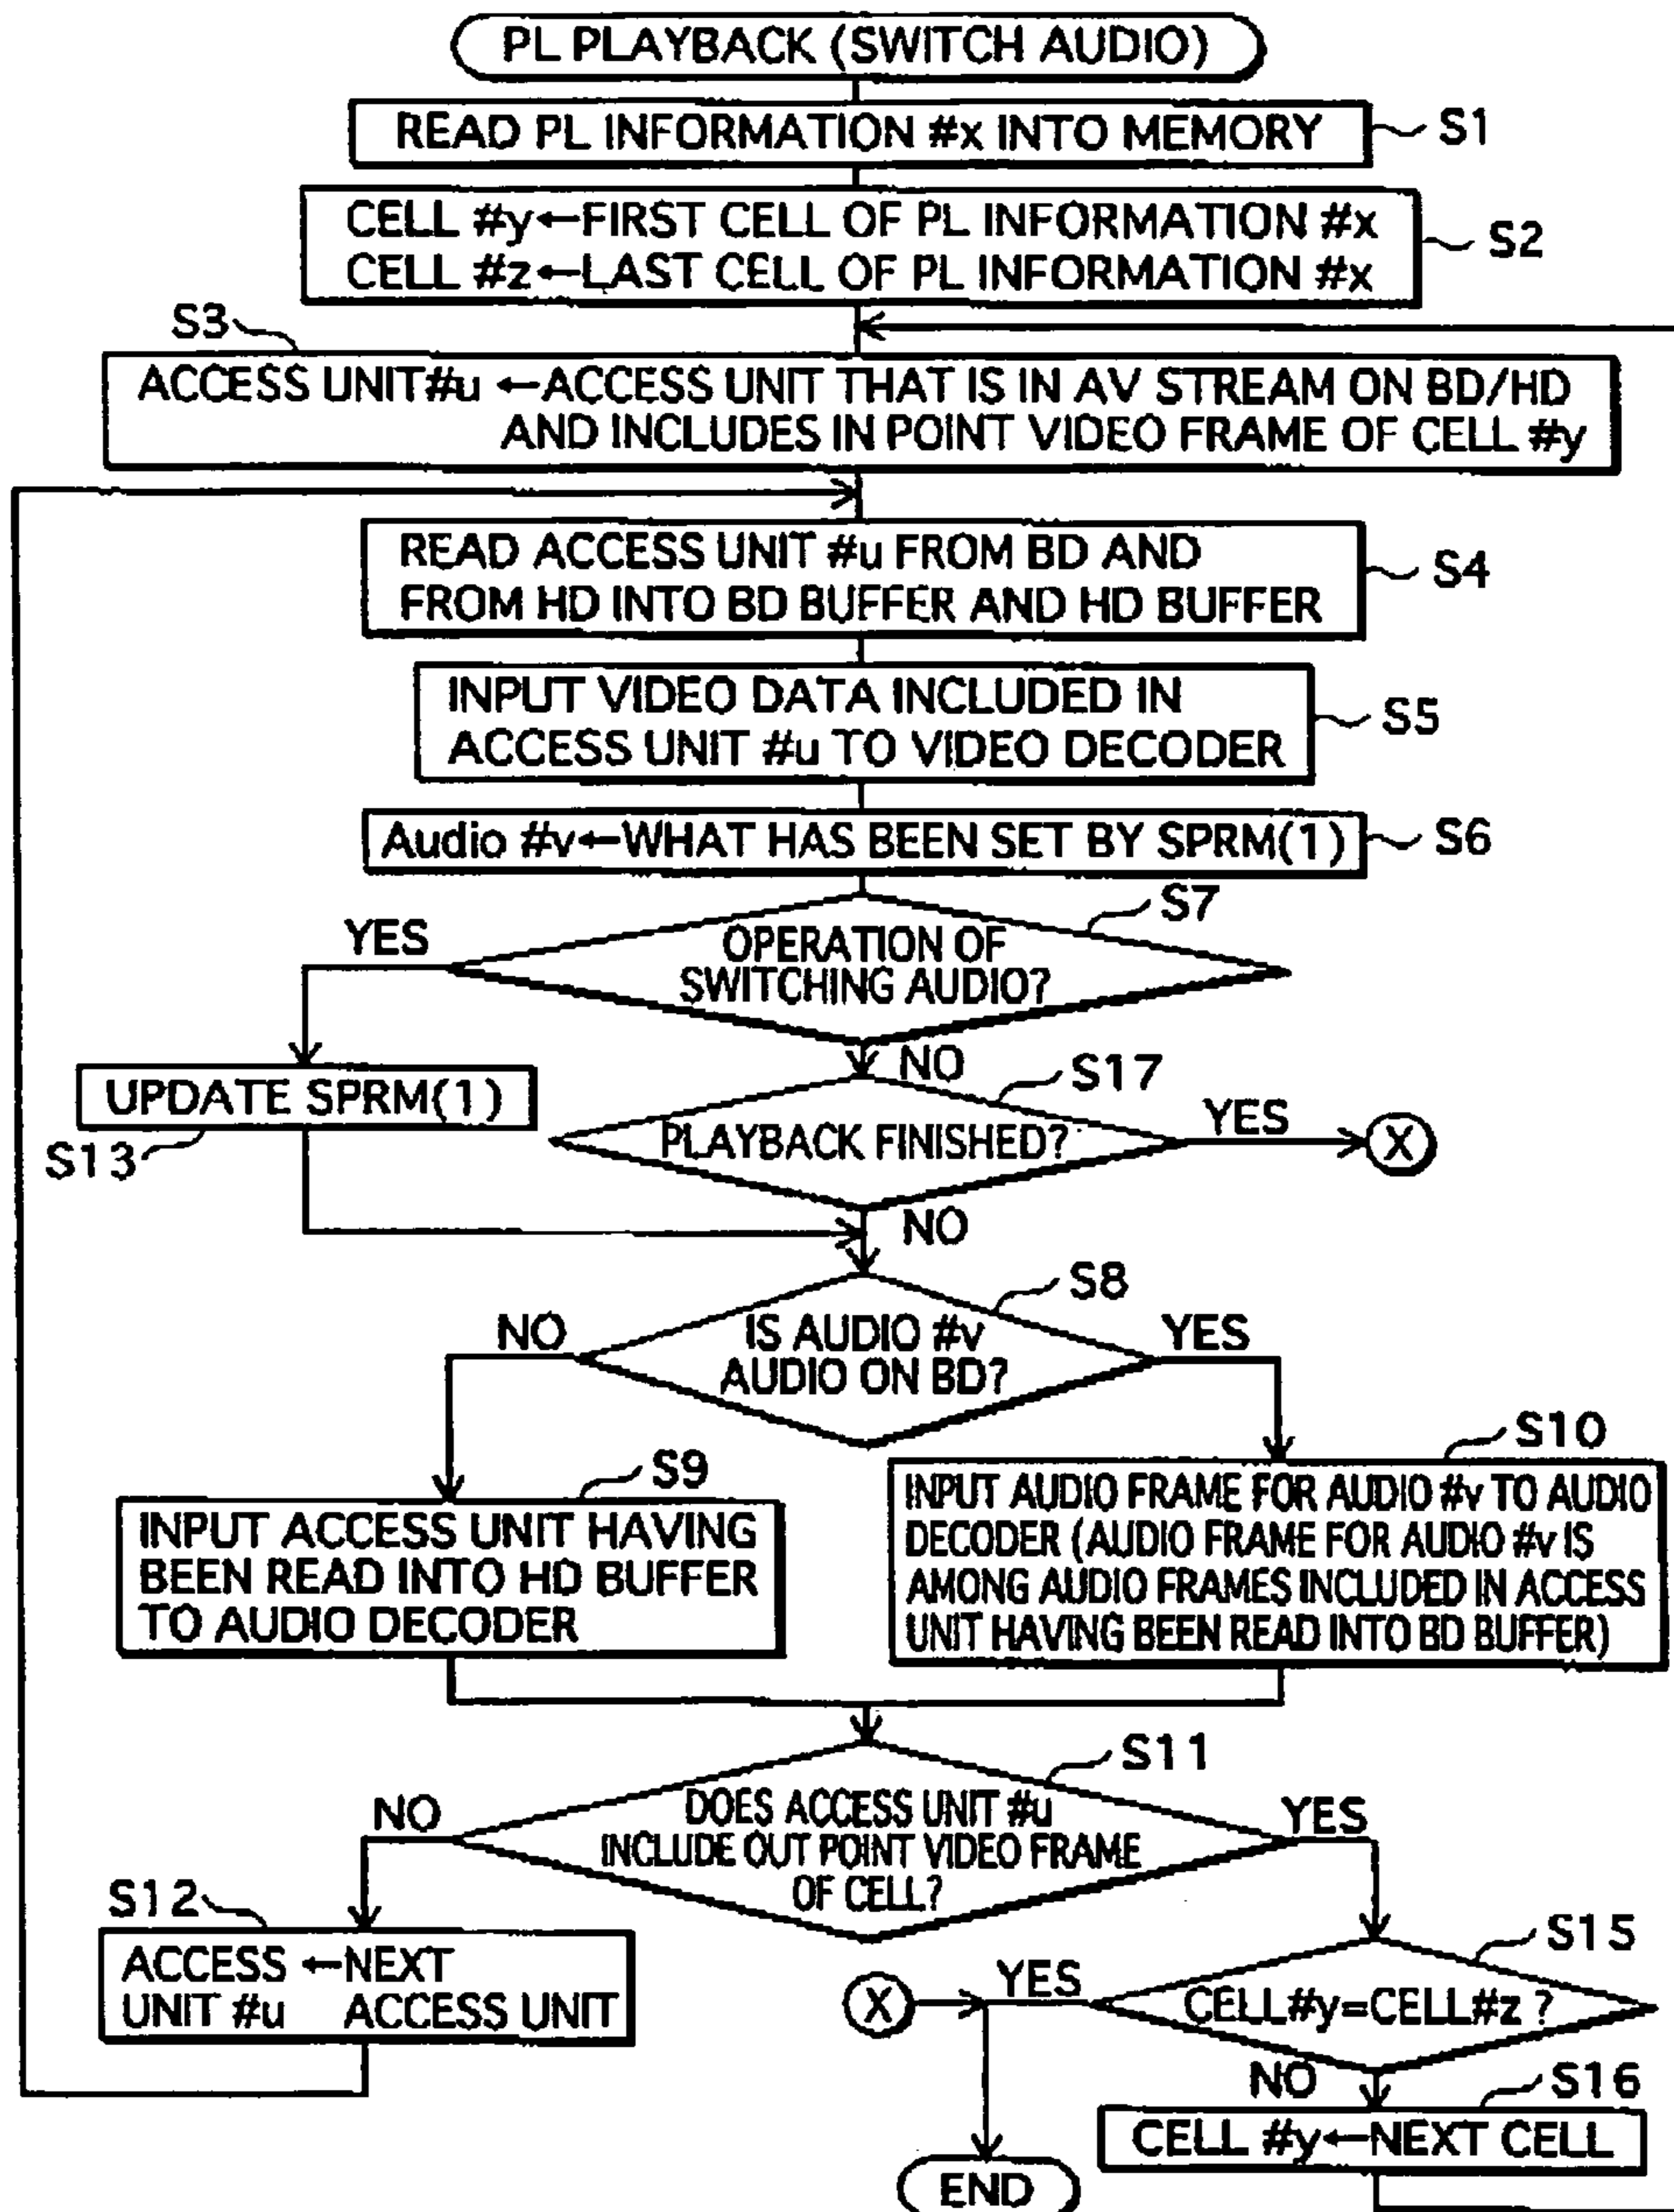 PL PLAYBACK (SWITCH AUDIO)
READ PL INFORMATION #x INTO MEMORY
S1
CELL #y←FIRST CELL OF PL INFORMATION #x
CELL #z←LAST CELL OF PL INFORMATION #x
S2
S3
ACCESS UNIT#u ←ACCESS UNIT THAT IS IN AV STREAM ON BD/HD
AND INCLUDES IN POINT VIDEO FRAME OF CELL #y
READ ACCESS UNIT #u FROM BD AND
FROM HD INTO BD BUFFER AND HD BUFFER
S4
INPUT VIDEO DATA INCLUDED IN
ACCESS UNIT #u TO VIDEO DECODER
S5
Audio #v←WHAT HAS BEEN SET BY SPRM(1)
S6
S7
YES
OPERATION OF
SWITCHING AUDIO?
NO
S17
UPDATE SPRM(1)
S13
PLAYBACK FINISHED?
YES
X
NO
S8
NO
IS AUDIO #v
AUDIO ON BD?
YES
S9
INPUT ACCESS UNIT HAVING
BEEN READ INTO HD BUFFER
TO AUDIO DECODER
S10
INPUT AUDIO FRAME FOR AUDIO #v TO AUDIO
DECODER (AUDIO FRAME FOR AUDIO #v IS
AMONG AUDIO FRAMES INCLUDED IN ACCESS
UNIT HAVING BEEN READ INTO BD BUFFER)
S11
NO
DOES ACCESS UNIT #u
INCLUDE OUT POINT VIDEO FRAME
OF CELL?
YES
S12
ACCESS ←NEXT
UNIT #u ACCESS UNIT
S15
X
YES
CELL#y=CELL#z ?
NO
S16
CELL #y←NEXT CELL
END